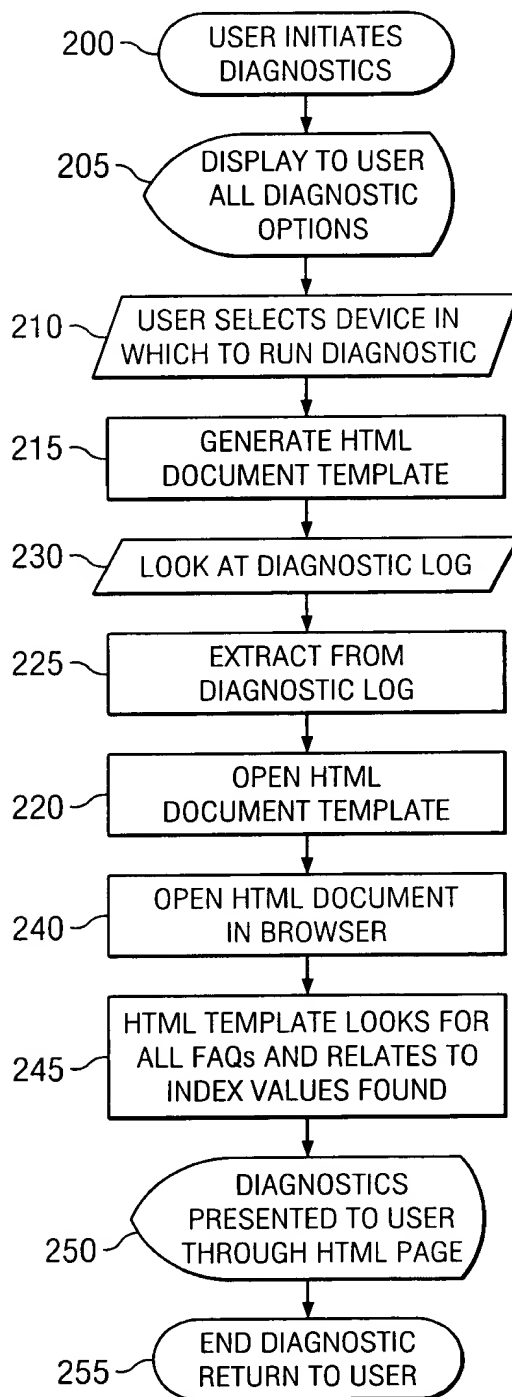 200
USER INITIATES
DIAGNOSTICS
205
DISPLAY TO USER
ALL DIAGNOSTIC
OPTIONS
210
USER SELECTS DEVICE IN
WHICH TO RUN DIAGNOSTIC
215
GENERATE HTML
DOCUMENT TEMPLATE
230
LOOK AT DIAGNOSTIC LOG
225
EXTRACT FROM
DIAGNOSTIC LOG
220
OPEN HTML
DOCUMENT TEMPLATE
240
OPEN HTML DOCUMENT
IN BROWSER
245
HTML TEMPLATE LOOKS FOR
ALL FAQs AND RELATES TO
INDEX VALUES FOUND
250
DIAGNOSTICS
PRESENTED TO USER
THROUGH HTML PAGE
255
END DIAGNOSTIC
RETURN TO USER